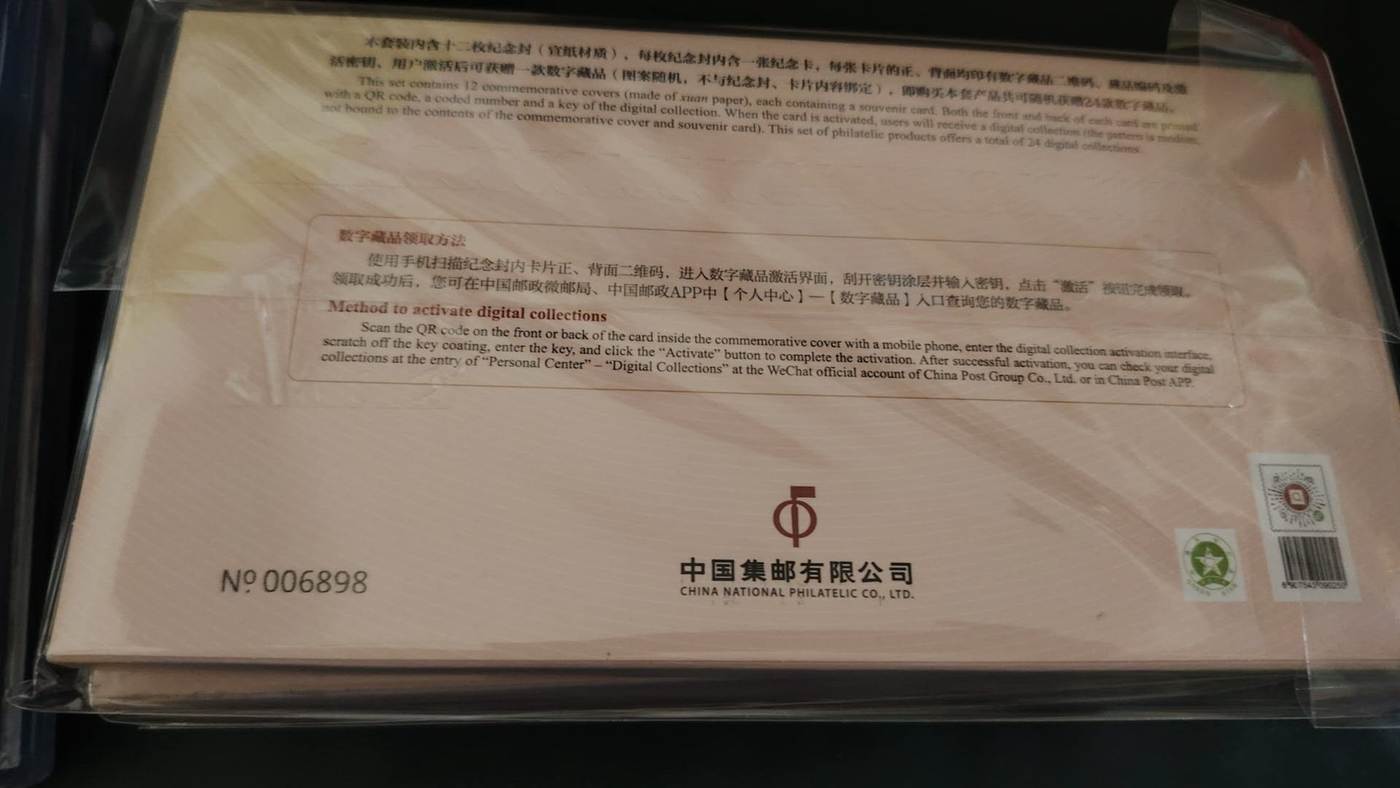 本套装内含十二枚纪念封（宣纸材质），每枚纪念封内含一张纪念卡，每张卡片的正、背面均印有数字藏品二维码、藏品编码及激
活密钥、用户激活后可获赠一款数字藏品（图案随机，不与纪念封、卡片内容绑定），即购买本套产品共可随机获赠24款数字藏品。
This set contains 12 commemorative covers (made of xuan paper), each containing a souvenir card. Both the front and back of each card are printed
with a QR code, a coded number and a key of the digital collection. When the card is activated, users will receive a digital collection (the pattern is random,
not bound to the contents of the commemorative cover and souvenir card). This set of philatelic products offers a total of 24 digital collections.
数字藏品领取方法
使用手机扫描纪念封内卡片正、背面二维码，进入数字藏品激活界面，刮开密钥涂层并输入密钥，点击“激活”按钮完成领取。
领取成功后，您可在中国邮政微邮局、中国邮政APP中【个人中心】—【数字藏品】入口查询您的数字藏品。
Method to activate digital collections
Scan the QR code on the front or back of the card inside the commemorative cover with a mobile phone, enter the digital collection activation interface,
scratch off the key coating, enter the key, and click the “Activate” button to complete the activation. After successful activation, you can check your digital
collections at the entry of “Personal Center” – “Digital Collections” at the WeChat official account of China Post Group Co., Ltd. or in China Post APP.
№ 006898
中国集邮有限公司
CHINA NATIONAL PHILATELIC CO., LTD.